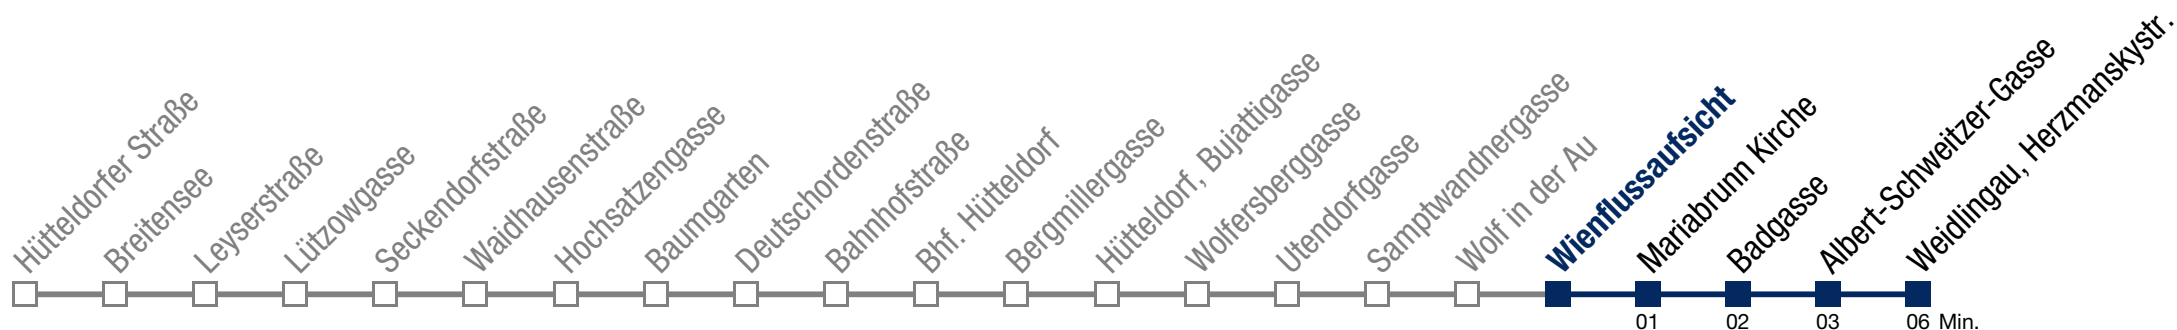 Hütteldorfer Straße
Breitensee
Leyserstraße
Lützowgasse
Seckendorfstraße
Waidhausenstraße
Hochsatzengasse
Baumgarten
Deutschordenstraße
Bahnhofstraße
Bhf. Hütteldorf
Bergmillergasse
Hütteldorf, Bujattigasse
Wolfersberggasse
Utendorfgasse
Samptwandnergasse
Wolf in der Au
Wienflussaufsicht
Mariabrunn Kirche
Badgasse
Albert-Schweitzer-Gasse
Weidlingau, Herzmanskystr.
01 02 03 06 Min.